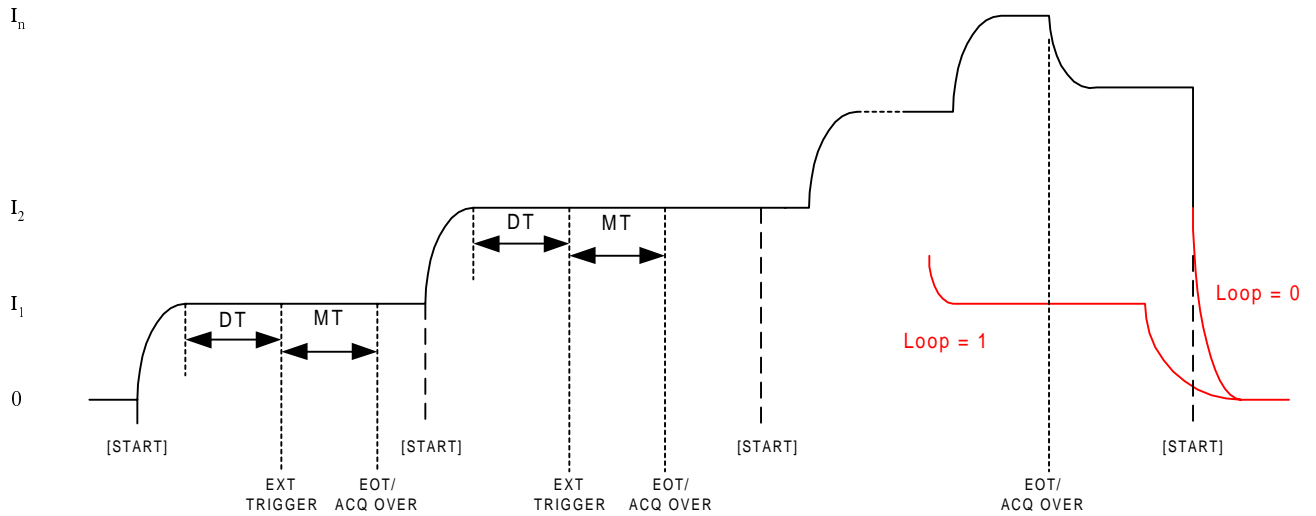 Iₙ
I₂
DT
MT
I₁
DT
MT
Loop = 0
Loop = 1
0
[START]
[START]
[START]
[START]
EXT
TRIGGER
EOT/
ACQ OVER
EXT
TRIGGER
EOT/
ACQ OVER
EOT/
ACQ OVER